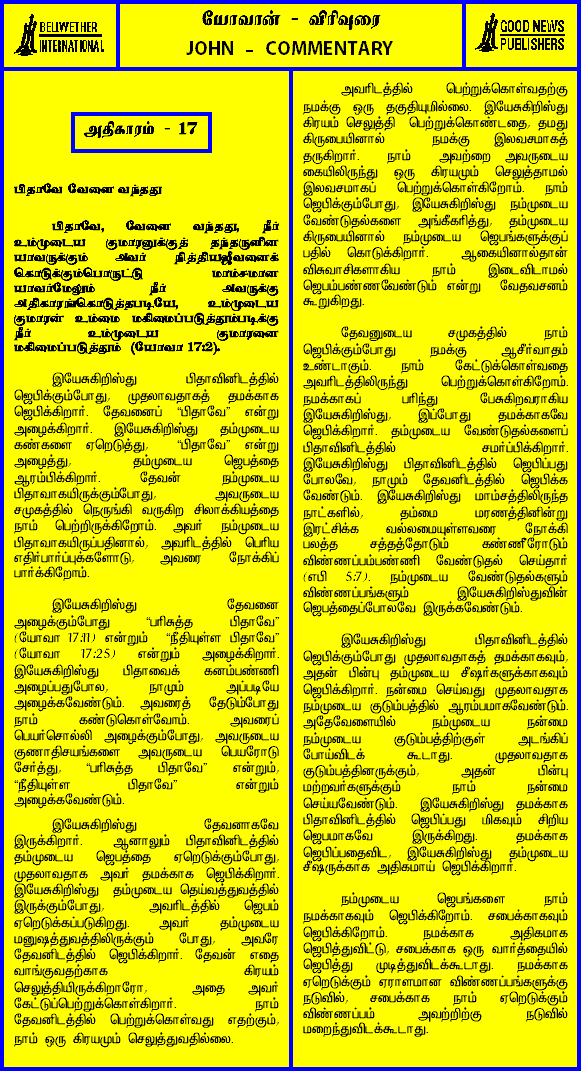 BELLWETHER
INTERNATIONAL
யோவான் - விரிவுரை
JOHN - COMMENTARY
GOOD NEWS
PUBLISHERS
அதிகாரம் - 17
பிதாவே வேளை வந்தது
பிதாவே, வேளை வந்தது, நீர்
உம்முடைய குமாரனுக்குத் தந்தருளின
யாவருக்கும் அவர் நித்தியஜீவனைக்
கொடுக்கும்பொருட்டு மாம்சமான
யாவர்மேலும் நீர் அவருக்கு
அதிகாரங்கொடுத்தபடியே, உம்முடைய
குமாரன் உம்மை மகிமைப்படுத்தும்படிக்கு
நீர் உம்முடைய குமாரனை
மகிமைப்படுத்தும் (யோவா 17:2).
இயேசுகிறிஸ்து பிதாவினிடத்தில்
ஜெபிக்கும்போது, முதலாவதாகத் தமக்காக
ஜெபிக்கிறார். தேவனைப் “பிதாவே” என்று
அழைக்கிறார். இயேசுகிறிஸ்து தம்முடைய
கண்களை ஏறெடுத்து, “பிதாவே” என்று
அழைத்து, தம்முடைய ஜெபத்தை
ஆரம்பிக்கிறார். தேவன் நம்முடைய
பிதாவாகயிருக்கும்போது, அவருடைய
சமுகத்தில் நெருங்கி வருகிற சிலாக்கியத்தை
நாம் பெற்றிருக்கிறோம். அவர் நம்முடைய
பிதாவாகயிருப்பதினால், அவரிடத்தில் பெரிய
எதிர்பார்ப்புக்களோடு, அவரை நோக்கிப்
பார்க்கிறோம்.
இயேசுகிறிஸ்து தேவனை
அழைக்கும்போது “பரிசுத்த பிதாவே”
(யோவா 17:11) என்றும் “நீதியுள்ள பிதாவே”
(யோவா 17:25) என்றும் அழைக்கிறார்.
இயேசுகிறிஸ்து பிதாவைக் கனம்பண்ணி
அழைப்பதுபோல, நாமும் அப்படியே
அழைக்கவேண்டும். அவரைத் தேடும்போது
நாம் கண்டுகொள்வோம். அவரைப்
பெயர்சொல்லி அழைக்கும்போது, அவருடைய
குணாதிசயங்களை அவருடைய பெயரோடு
சேர்த்து, “பரிசுத்த பிதாவே” என்றும்,
“நீதியுள்ள பிதாவே” என்றும்
அழைக்கவேண்டும்.
இயேசுகிறிஸ்து தேவனாகவே
இருக்கிறார். ஆனாலும் பிதாவினிடத்தில்
தம்முடைய ஜெபத்தை ஏறெடுக்கும்போது,
முதலாவதாக அவர் தமக்காக ஜெபிக்கிறார்.
இயேசுகிறிஸ்து தம்முடைய தெய்வத்துவத்தில்
இருக்கும்போது, அவரிடத்தில் ஜெபம்
ஏறெடுக்கப்படுகிறது. அவர் தம்முடைய
மனுஷத்துவத்திலிருக்கும் போது, அவரே
தேவனிடத்தில் ஜெபிக்கிறார். தேவன் எதை
வாங்குவதற்காக கிரயம்
செலுத்தியிருக்கிறாரோ, அதை அவர்
கேட்டுப்பெற்றுக்கொள்கிறார். நாம்
தேவனிடத்தில் பெற்றுக்கொள்வது எதற்கும்,
நாம் ஒரு கிரயமும் செலுத்துவதில்லை.
அவரிடத்தில் பெற்றுக்கொள்வதற்கு
நமக்கு ஒரு தகுதியுமில்லை. இயேசுகிறிஸ்து
கிரயம் செலுத்தி பெற்றுக்கொண்டதை, தமது
கிருபையினால் நமக்கு இலவசமாகத்
தருகிறார். நாம் அவற்றை அவருடைய
கையிலிருந்து ஒரு கிரயமும் செலுத்தாமல்
இலவசமாகப் பெற்றுக்கொள்கிறோம். நாம்
ஜெபிக்கும்போது, இயேசுகிறிஸ்து நம்முடைய
வேண்டுதல்களை அங்கீகரித்து, தம்முடைய
கிருபையினால் நம்முடைய ஜெபங்களுக்குப்
பதில் கொடுக்கிறார். ஆகையினால்தான்
விசுவாசிகளாகிய நாம் இடைவிடாமல்
ஜெபம்பண்ணவேண்டும் என்று வேதவசனம்
கூறுகிறது.
தேவனுடைய சமுகத்தில் நாம்
ஜெபிக்கும்போது நமக்கு ஆசீர்வாதம்
உண்டாகும். நாம் கேட்டுக்கொள்வதை
அவரிடத்திலிருந்து பெற்றுக்கொள்கிறோம்.
நமக்காகப் பரிந்து பேசுகிறவராகிய
இயேசுகிறிஸ்து, இப்போது தமக்காகவே
ஜெபிக்கிறார். தம்முடைய வேண்டுதல்களைப்
பிதாவினிடத்தில் சமர்ப்பிக்கிறார்.
இயேசுகிறிஸ்து பிதாவினிடத்தில் ஜெபிப்பது
போலவே, நாமும் தேவனிடத்தில் ஜெபிக்க
வேண்டும். இயேசுகிறிஸ்து மாம்சத்திலிருந்த
நாட்களில், தம்மை மரணத்தினின்று
இரட்சிக்க வல்லமையுள்ளவரை நோக்கி
பலத்த சத்தத்தோடும் கண்ணீரோடும்
விண்ணப்பம்பண்ணி வேண்டுதல் செய்தார்
(எபி 5:7). நம்முடைய வேண்டுதல்களும்
விண்ணப்பங்களும் இயேசுகிறிஸ்துவின்
ஜெபத்தைப்போலவே இருக்கவேண்டும்.
இயேசுகிறிஸ்து பிதாவினிடத்தில்
ஜெபிக்கும்போது முதலாவதாகத் தமக்காகவும்,
அதன் பின்பு தம்முடைய சீஷர்களுக்காகவும்
ஜெபிக்கிறார். நன்மை செய்வது முதலாவதாக
நம்முடைய குடும்பத்தில் ஆரம்பமாகவேண்டும்.
அதேவேளையில் நம்முடைய நன்மை
நம்முடைய குடும்பத்திற்குள் அடங்கிப்
போய்விடக் கூடாது. முதலாவதாக
குடும்பத்தினருக்கும், அதன் பின்பு
மற்றவர்களுக்கும் நாம் நன்மை
செய்யவேண்டும். இயேசுகிறிஸ்து தமக்காக
பிதாவினிடத்தில் ஜெபிப்பது மிகவும் சிறிய
ஜெபமாகவே இருக்கிறது. தமக்காக
ஜெபிப்பதைவிட, இயேசுகிறிஸ்து தம்முடைய
சீஷருக்காக அதிகமாய் ஜெபிக்கிறார்.
நம்முடைய ஜெபங்களை நாம்
நமக்காகவும் ஜெபிக்கிறோம். சபைக்காகவும்
ஜெபிக்கிறோம். நமக்காக அதிகமாக
ஜெபித்துவிட்டு, சபைக்காக ஒரு வார்த்தையில்
ஜெபித்து முடித்துவிடக்கூடாது. நமக்காக
ஏறெடுக்கும் ஏராளமான விண்ணப்பங்களுக்கு
நடுவில், சபைக்காக நாம் ஏறெடுக்கும்
விண்ணப்பம் அவற்றிற்கு நடுவில்
மறைந்துவிடக்கூடாது.